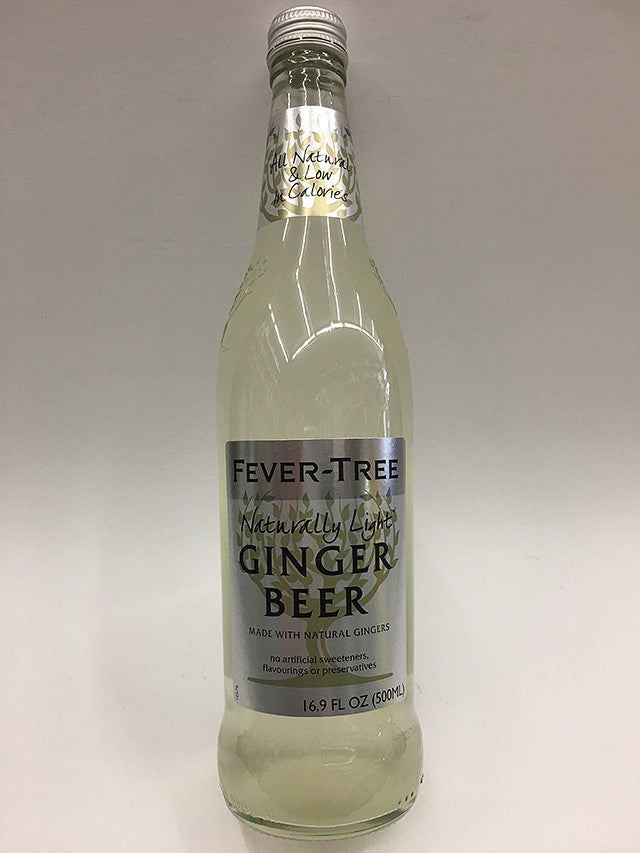 All Natural
& Low
In Calories
FEVER-TREE
Naturally Light
GINGER
BEER
MADE WITH NATURAL GINGERS
no artificial sweeteners,
flavourings or preservatives
16.9 FL OZ (500ML)